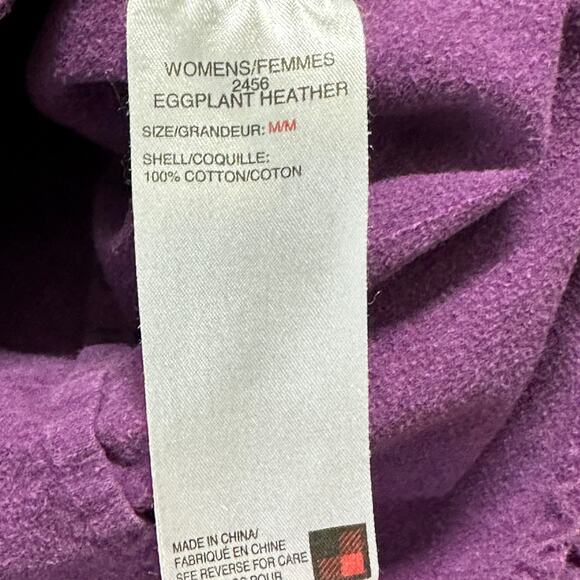 WOMENS/FEMMES
2456
EGGPLANT HEATHER
SIZE/GRANDEUR: M/M
SHELL/COQUILLE:
100% COTTON/COTON
MADE IN CHINA/
FABRIQUÉ EN CHINE
SEE REVERSE FOR CARE
POUR